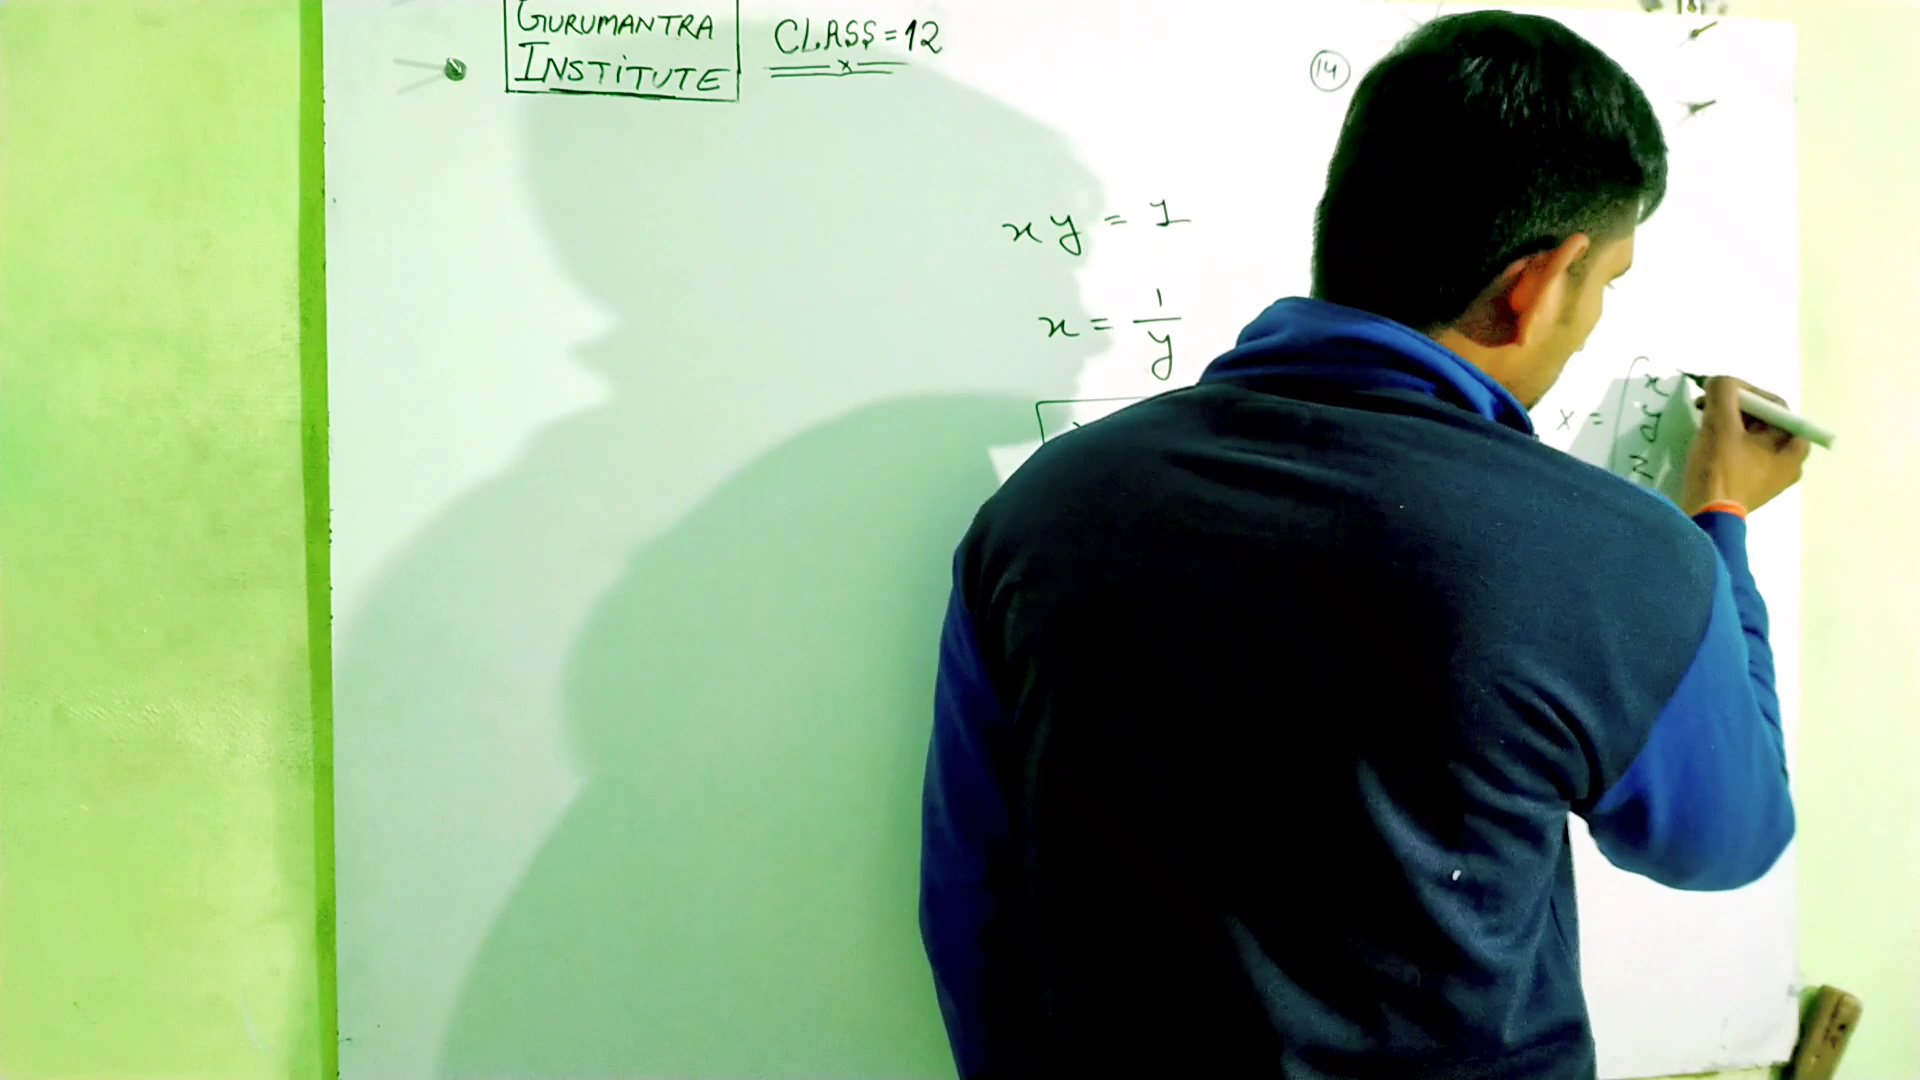 GURUMANTRA
INSTITUTE
CLASS = 12
x
14
xy = 1
x = 1/y
x =
x
y